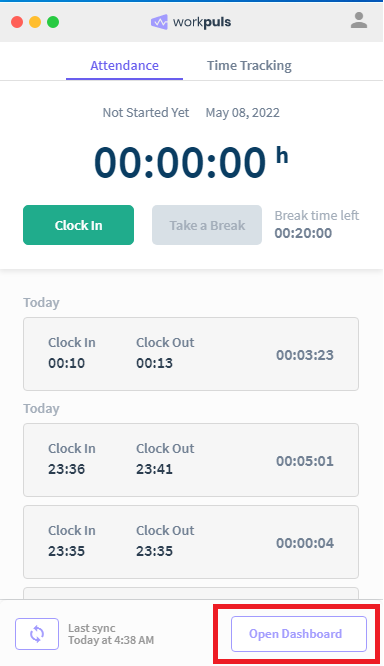 workpuls
Attendance Time Tracking
Not Started Yet May 08, 2022
00:00:00 h
Clock In Take a Break Break time left
00:20:00
Today
Clock In Clock Out
00:10 00:13 00:03:23
Today
Clock In Clock Out
23:36 23:41 00:05:01
Clock In Clock Out
23:35 23:35 00:00:04
Last sync
Today at 4:38 AM
Open Dashboard